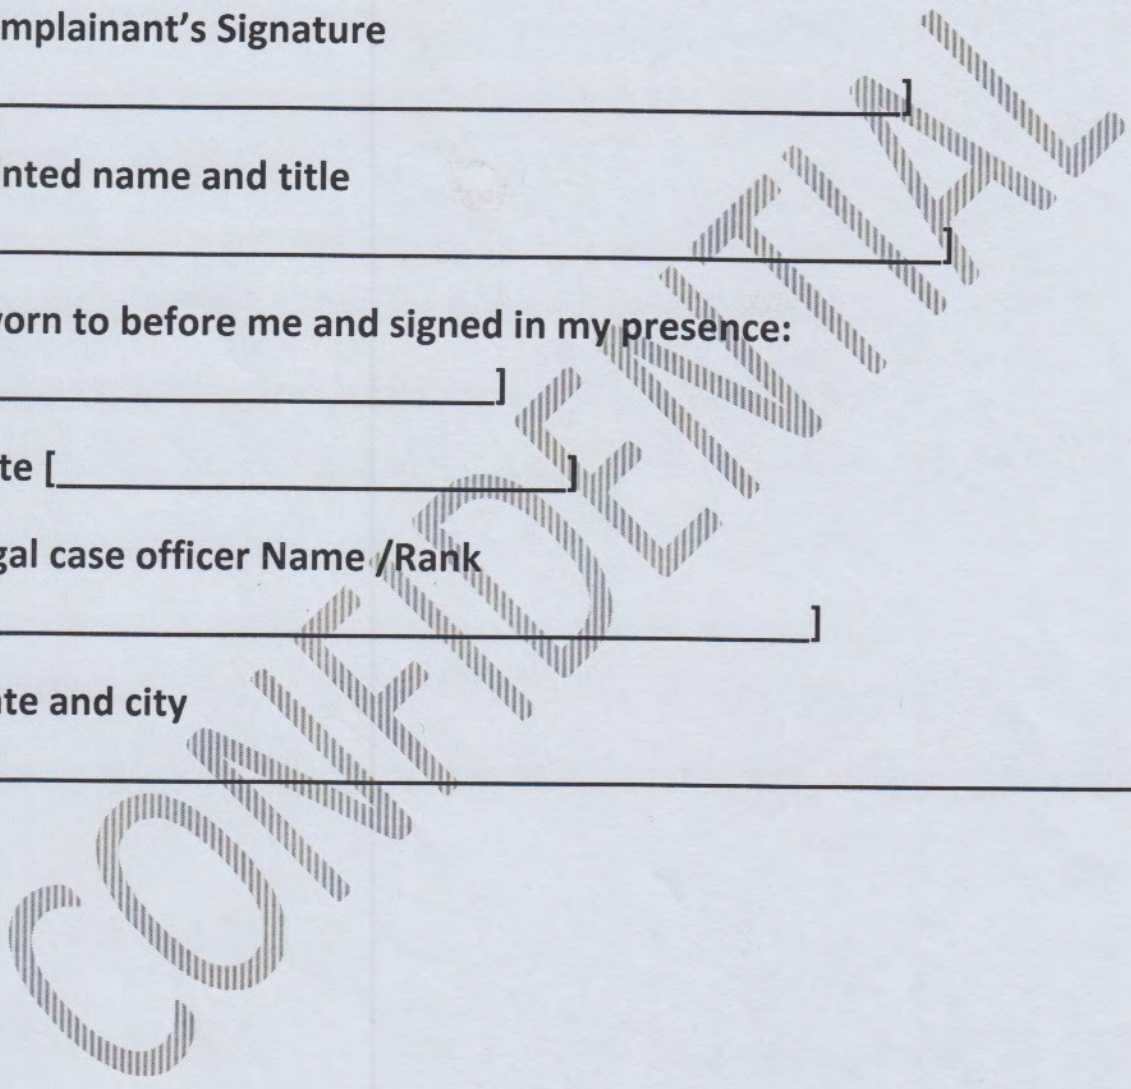 mplainant's Signature
]
nted name and title
]
orn to before me and signed in my presence:
]
te [ ]
gal case officer Name /Rank
]
te and city
CONFIDENTIAL